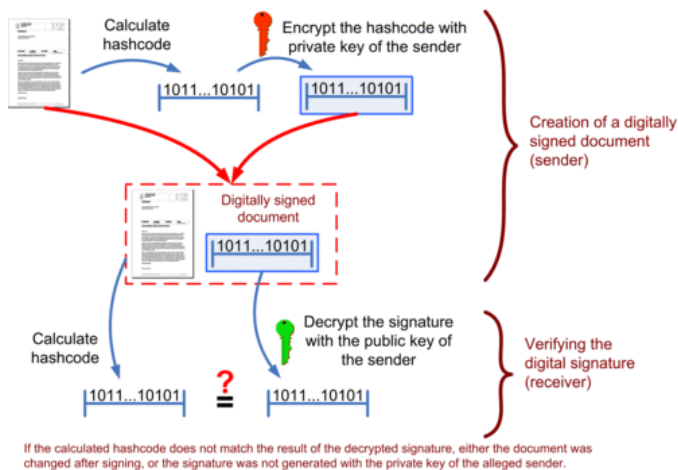 Calculate
hashcode
Encrypt the hashcode with
private key of the sender
1011...10101
1011...10101
Creation of a digitally
signed document
(sender)
Digitally signed
document
1011...10101
Calculate
hashcode
Decrypt the signature
with the public key of
the sender
Verifying the
digital signature
(receiver)
1011...10101
?
=
1011...10101
If the calculated hashcode does not match the result of the decrypted signature, either the document was
changed after signing, or the signature was not generated with the private key of the alleged sender.